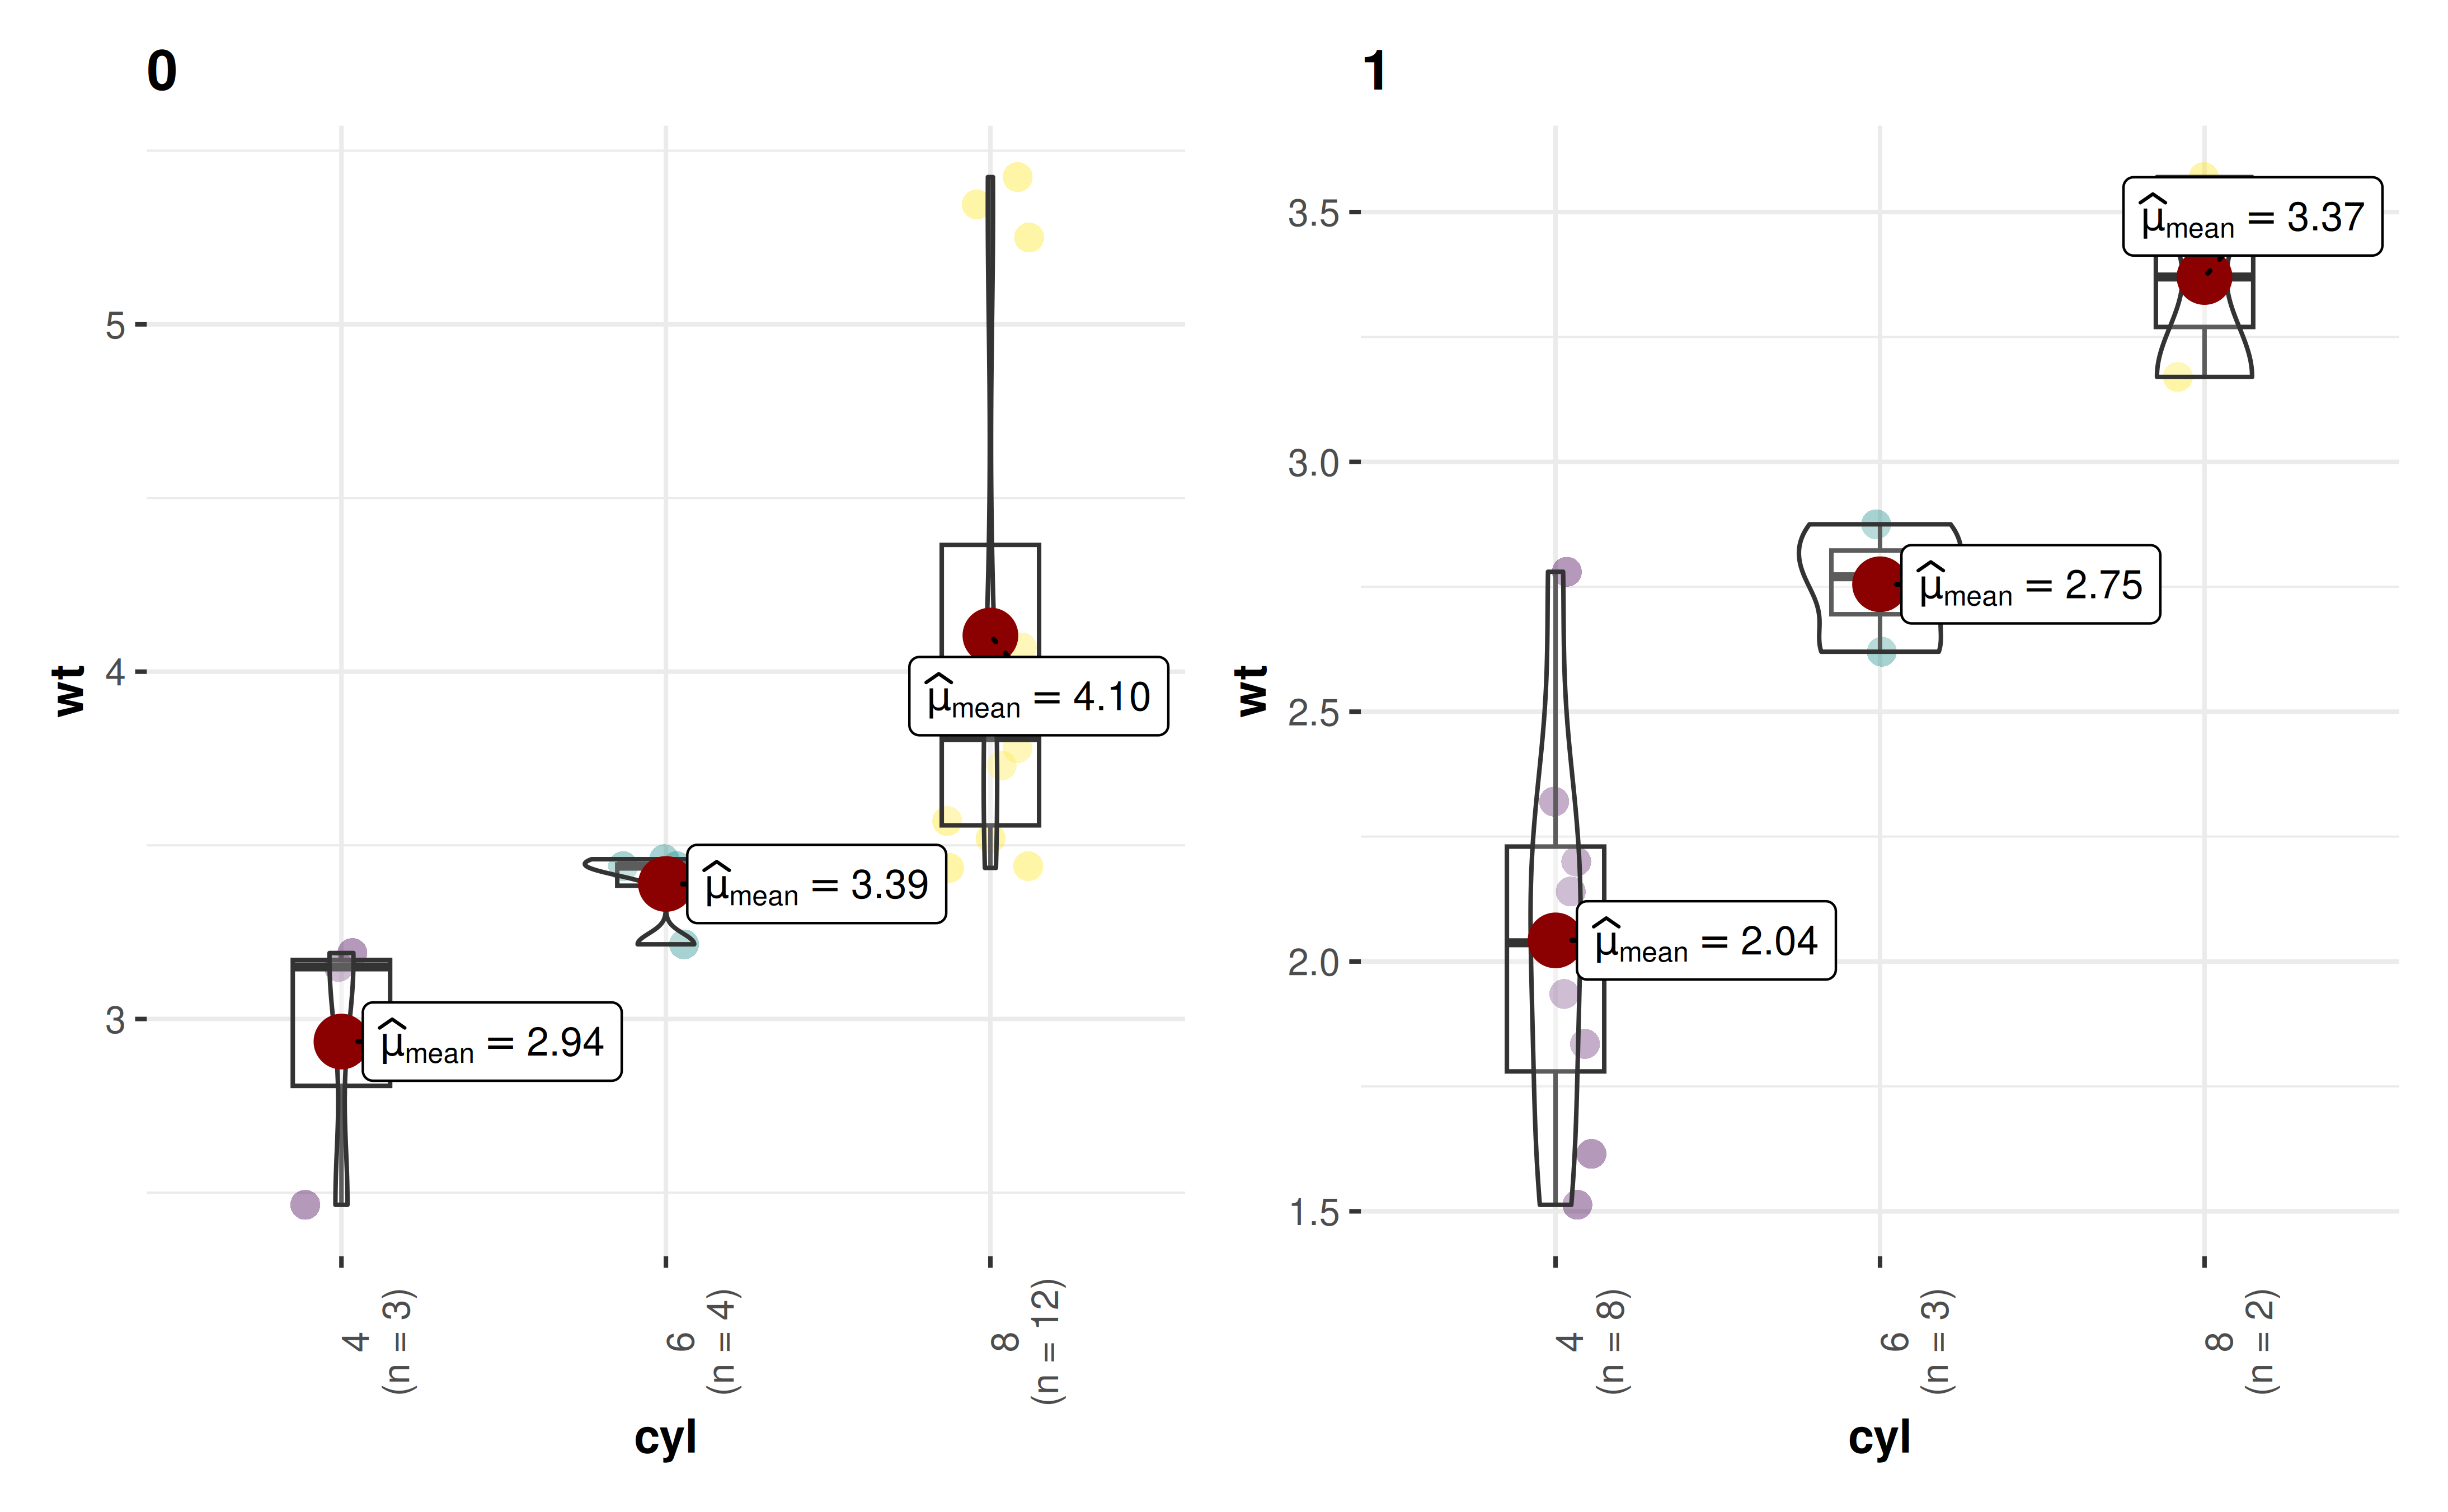 0
wt
5
4
3
μ̂mean = 2.94
μ̂mean = 3.39
μ̂mean = 4.10
4
(n = 3)
6
(n = 4)
8
(n = 12)
cyl
1
wt
3.5
3.0
2.5
2.0
1.5
μ̂mean = 2.04
μ̂mean = 2.75
μ̂mean = 3.37
4
(n = 8)
6
(n = 3)
8
(n = 2)
cyl